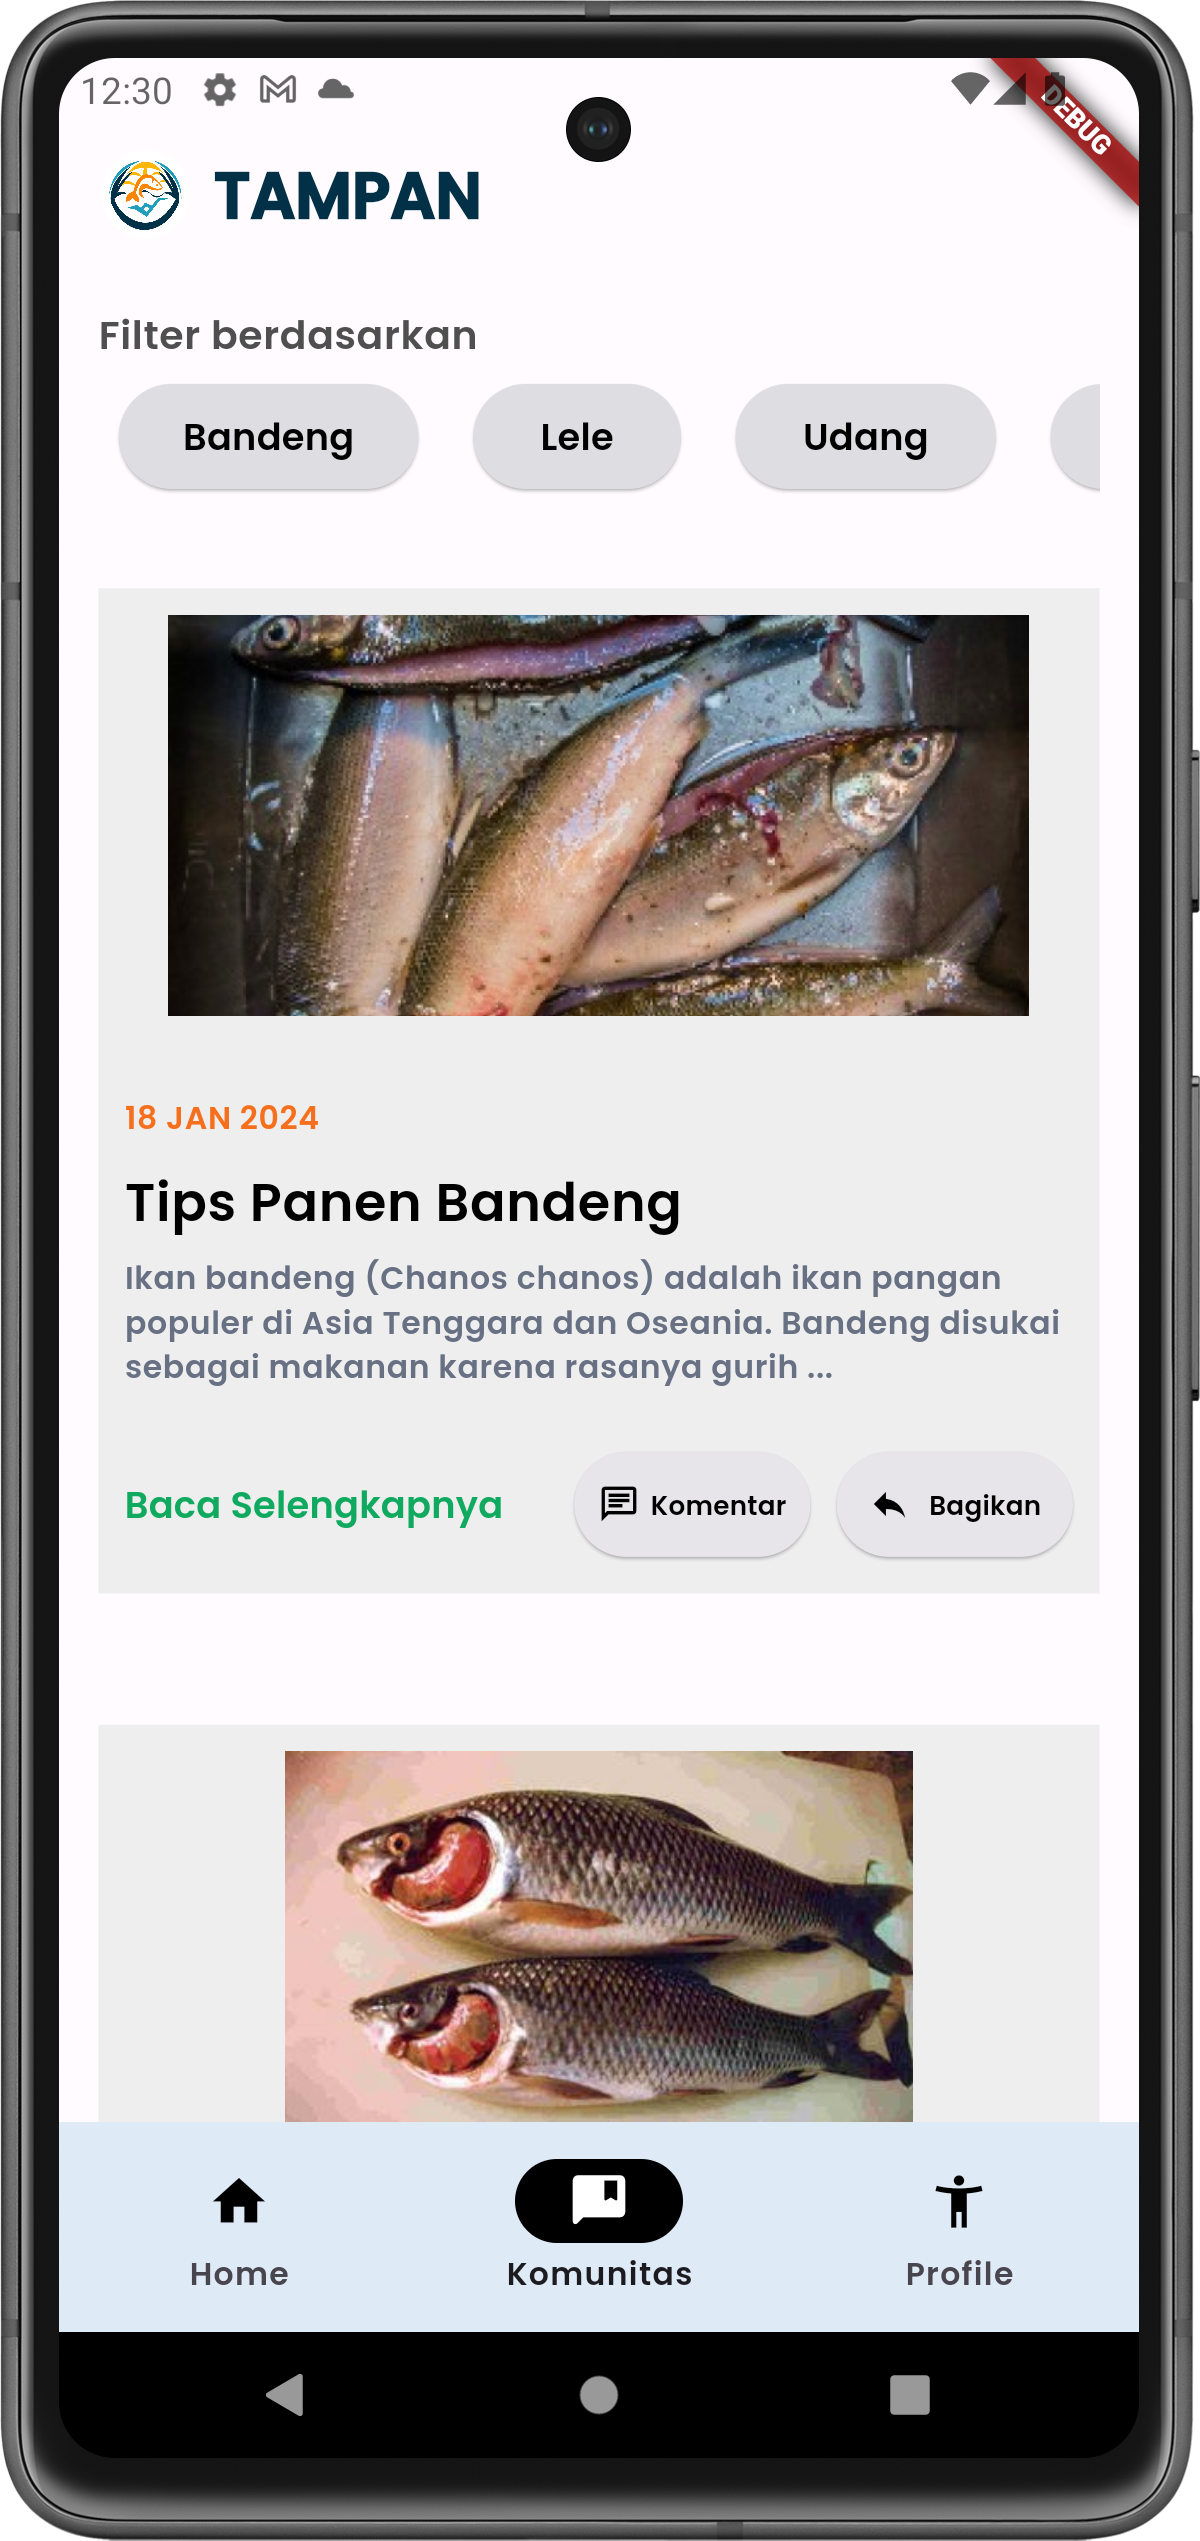 12:30
DEBUG
TAMPAN
Filter berdasarkan
Bandeng
Lele
Udang
18 JAN 2024
Tips Panen Bandeng
Ikan bandeng (Chanos chanos) adalah ikan pangan
populer di Asia Tenggara dan Oseania. Bandeng disukai
sebagai makanan karena rasanya gurih ...
Baca Selengkapnya
Komentar
Bagikan
Home
Komunitas
Profile